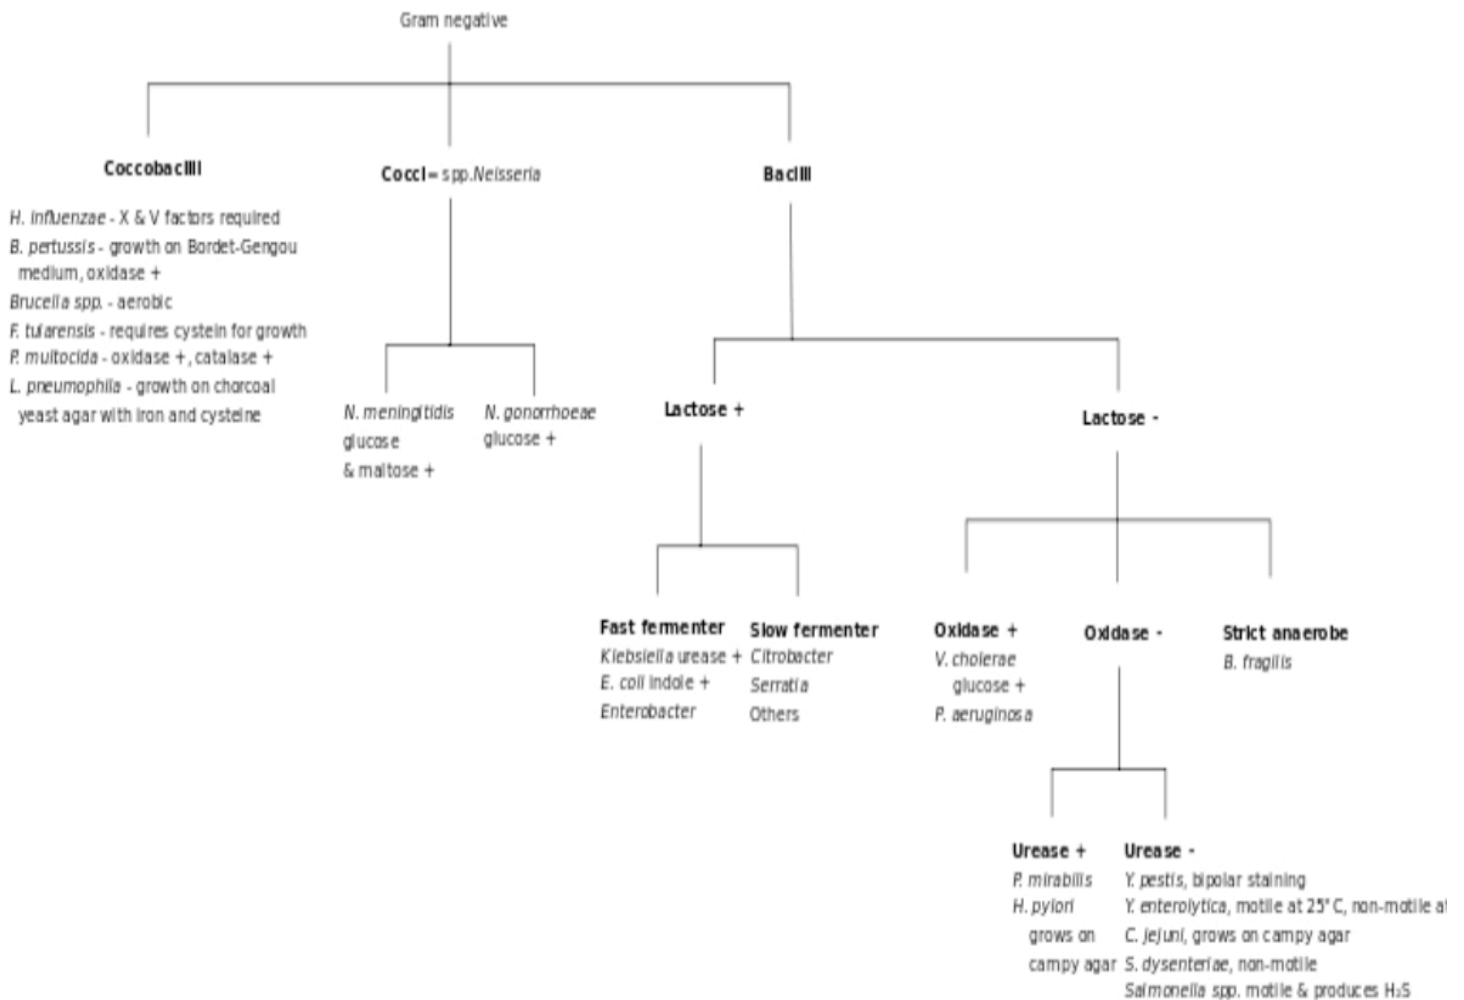 Gram negative
Coccobacilli
H. influenzae - X & V factors required
B. pertussis - growth on Bordet-Gengou
medium, oxidase +
Brucella spp. - aerobic
F. tularensis - requires cystein for growth
P. multocida - oxidase +, catalase +
L. pneumophila - growth on charcoal
yeast agar with iron and cysteine
Cocci = spp.Neisseria
N. meningitidis
glucose
& maltose +
N. gonorrhoeae
glucose +
Bacilli
Lactose +
Fast fermenter
Klebsiella urease +
E. coli indole +
Enterobacter
Slow fermenter
Citrobacter
Serratia
Others
Lactose -
Oxidase +
V. cholerae
glucose +
P. aeruginosa
Oxidase -
Urease +
P. mirabilis
H. pylori
grows on
campy agar
Urease -
Y. pestis, bipolar staining
Y. enterolytica, motile at 25°C, non-motile at
C. jejuni, grows on campy agar
S. dysenteriae, non-motile
Salmonella spp. motile & produces H₂S
Strict anaerobe
B. fragilis